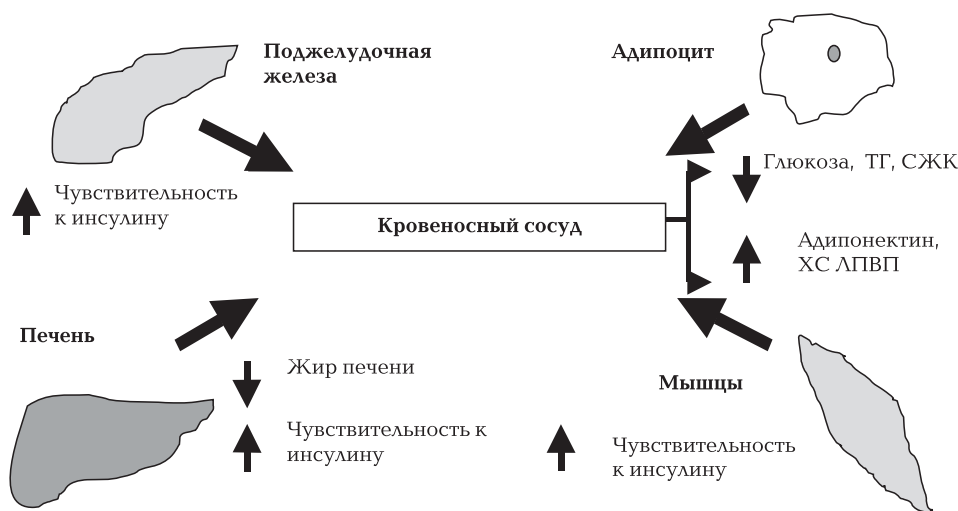 Поджелудочная
железа
Адипоцит
Глюкоза, ТГ, СЖК
Чувствительность
к инсулину
Кровеносный сосуд
Адипонектин,
ХС ЛПВП
Печень
Жир печени
Мышцы
Чувствительность к
инсулину
Чувствительность
к инсулину